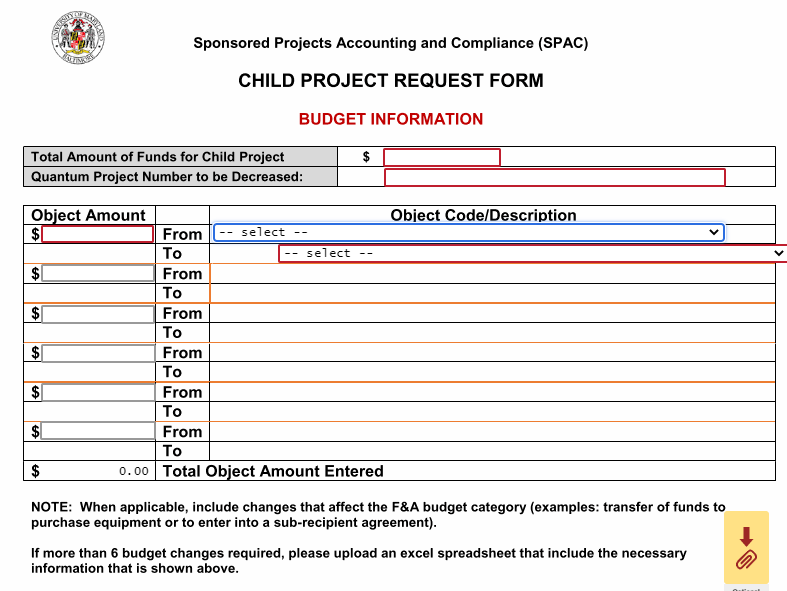 UNIVERSITY OF MARYLAND
BALTIMORE
Sponsored Projects Accounting and Compliance (SPAC)
CHILD PROJECT REQUEST FORM
BUDGET INFORMATION
Total Amount of Funds for Child Project $
Quantum Project Number to be Decreased:
Object Amount Object Code/Description
$ From -- select --
To -- select --
$ From
To
$ From
To
$ From
To
$ From
To
$ From
To
$ 0.00 Total Object Amount Entered
NOTE: When applicable, include changes that affect the F&A budget category (examples: transfer of funds to
purchase equipment or to enter into a sub-recipient agreement).
If more than 6 budget changes required, please upload an excel spreadsheet that include the necessary
information that is shown above.